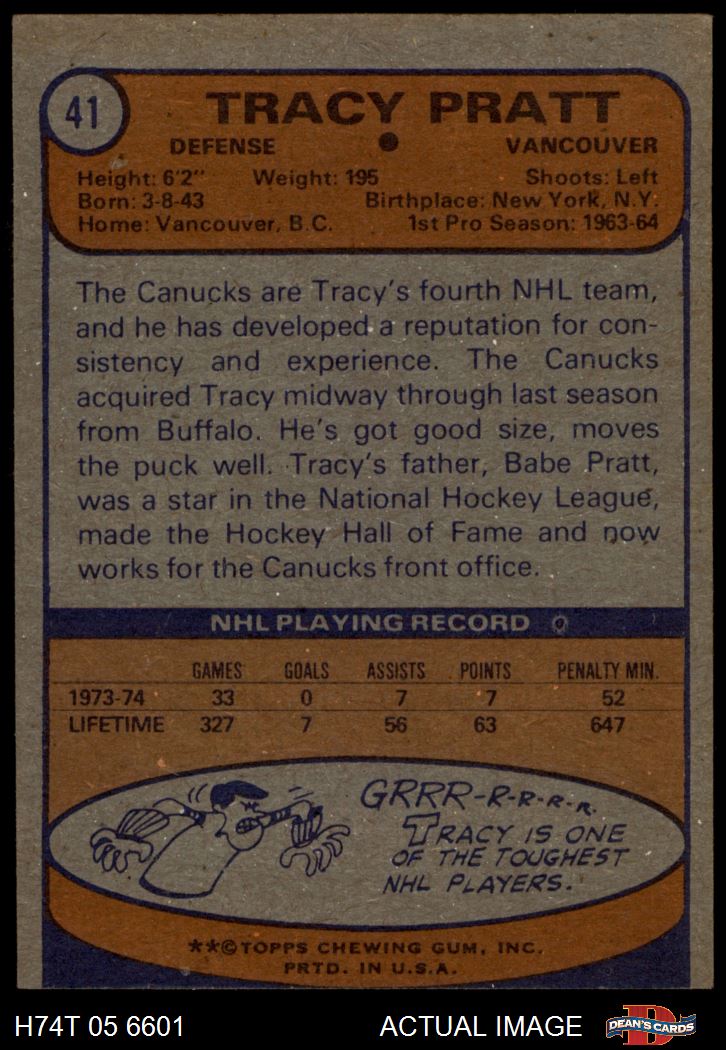 41
TRACY PRATT
DEFENSE VANCOUVER
Height: 6'2" Weight: 195 Shoots: Left
Born: 3-8-43 Birthplace: New York, N.Y.
Home: Vancouver, B.C. 1st Pro Season: 1963-64
The Canucks are Tracy's fourth NHL team,
and he has developed a reputation for con-
sistency and experience. The Canucks
acquired Tracy midway through last season
from Buffalo. He's got good size, moves
the puck well. Tracy's father, Babe Pratt,
was a star in the National Hockey League,
made the Hockey Hall of Fame and now
works for the Canucks front office.
NHL PLAYING RECORD
GAMES GOALS ASSISTS POINTS PENALTY MIN.
1973-74 33 0 7 7 52
LIFETIME 327 7 56 63 647
GRRR-R-R-R-R.
TRACY IS ONE
OF THE TOUGHEST
NHL PLAYERS.
**©TOPPS CHEWING GUM, INC.
PRTD. IN U.S.A.
H74T 05 6601 ACTUAL IMAGE D DEAN'S CARDS